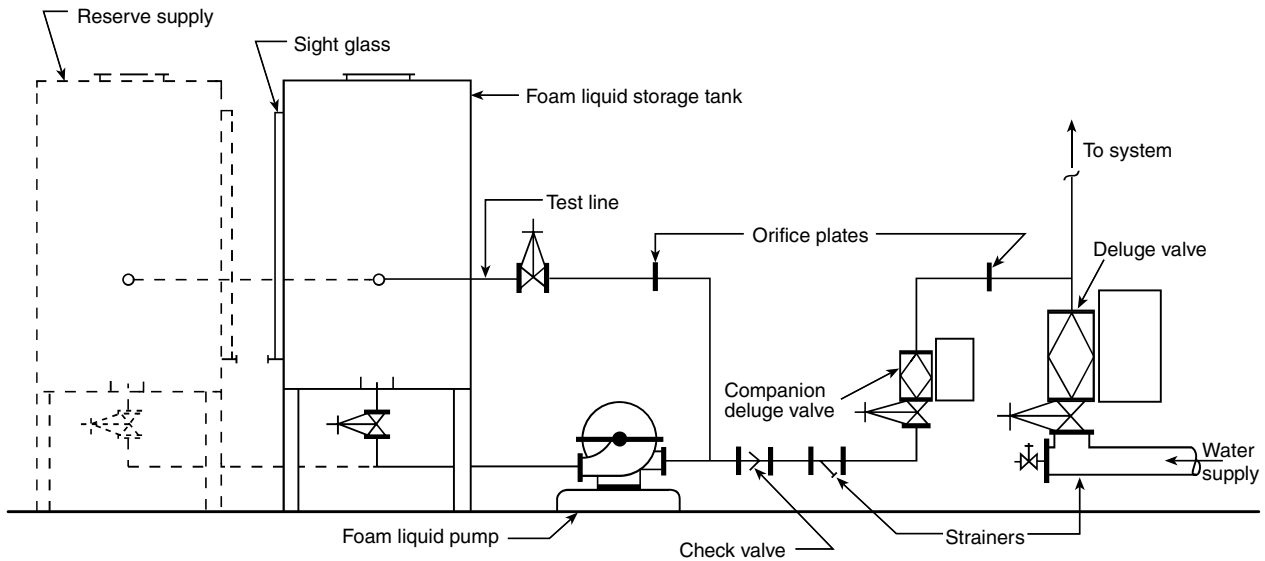 Reserve supply
Sight glass
Foam liquid storage tank
To system
Test line
Orifice plates
Deluge valve
Companion
deluge valve
Water
supply
Foam liquid pump
Check valve
Strainers